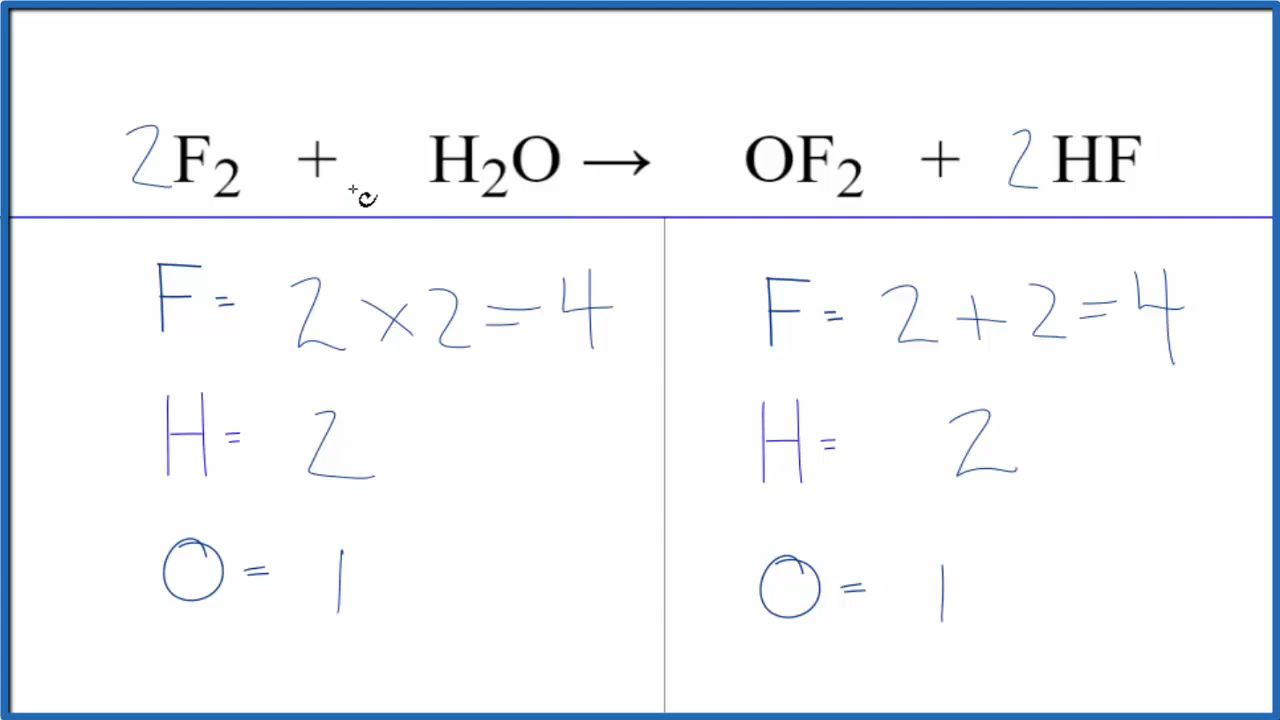 2F₂ + H₂O → OF₂ + 2HF
F = 2 × 2 = 4
H = 2
O = 1
F = 2 + 2 = 4
H = 2
O = 1